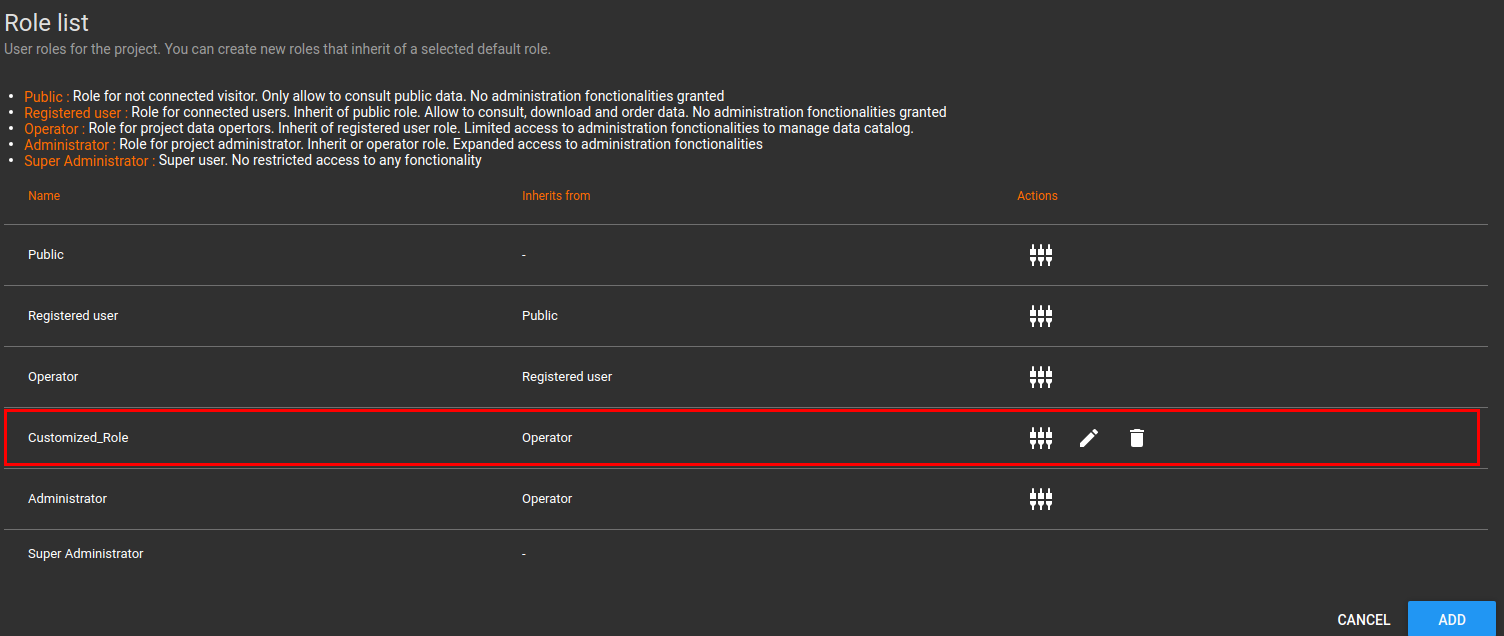 Role list
User roles for the project. You can create new roles that inherit of a selected default role.
• Public : Role for not connected visitor. Only allow to consult public data. No administration fonctionalities granted
• Registered user : Role for connected users. Inherit of public role. Allow to consult, download and order data. No administration fonctionalities granted
• Operator : Role for project data opertors. Inherit of registered user role. Limited access to administration fonctionalities to manage data catalog.
• Administrator : Role for project administrator. Inherit or operator role. Expanded access to administration fonctionalities
• Super Administrator : Super user. No restricted access to any fonctionality
Name Inherits from Actions
Public -
Registered user Public
Operator Registered user
Customized_Role Operator
Administrator Operator
Super Administrator -
CANCEL ADD